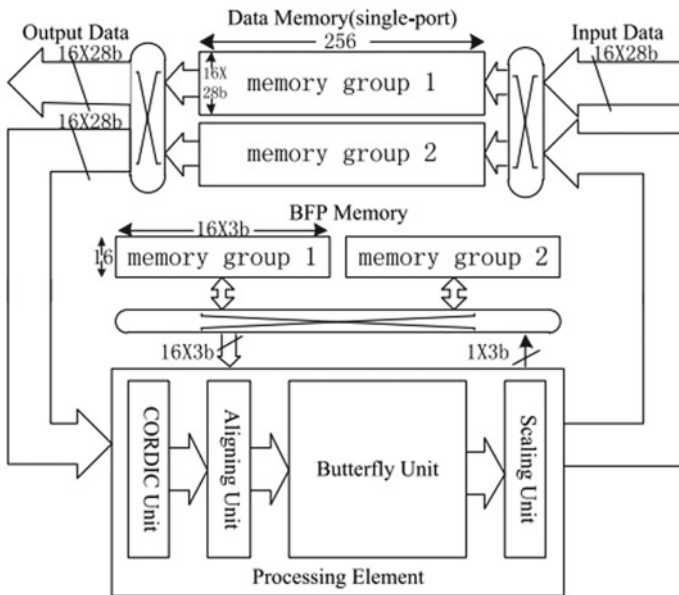 Output Data
Data Memory(single-port)
Input Data
16X28b
256
16X28b
16X
28b
memory group 1
16X28b
memory group 2
BFP Memory
16X3b
16
memory group 1
memory group 2
16X3b
1X3b
CORDIC Unit
Aligning Unit
Butterfly Unit
Scaling Unit
Processing Element